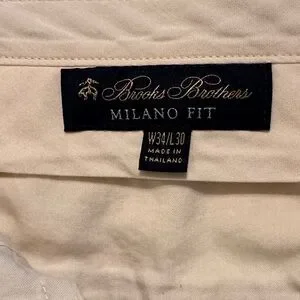 Brooks Brothers
MILANO FIT
W34/L30
MADE IN
THAILAND